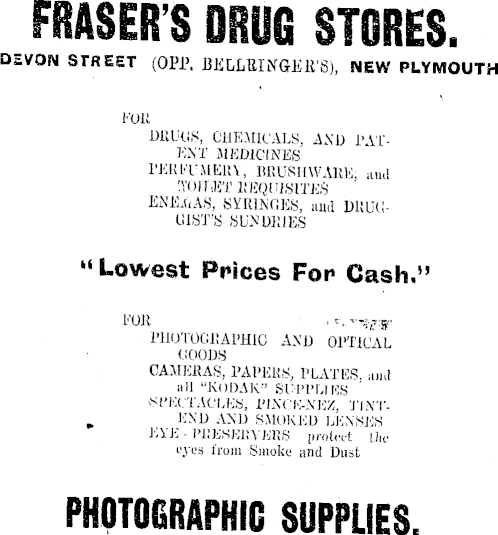 FRASER'S DRUG STORES.
DEVON STREET (OPP. BELLRINGER'S), NEW PLYMOUTH
FOR
DRUGS, CHEMICALS, AND PAT-
ENT MEDICINES
PERFUMERY, BRUSHWARE, and
TOILET REQUISITES
ENEMAS, SYRINGES, and DRUG-
GIST'S SUNDRIES
"Lowest Prices For Cash."
FOR
PHOTOGRAPHIC AND OPTICAL
GOODS
CAMERAS, PAPERS, PLATES, and
all "KODAK" SUPPLIES
SPECTACLES, PINCE-NEZ, TINT-
END AND SMOKED LENSES
EYE-PRESERVERS protect the
eyes from Smoke and Dust
PHOTOGRAPHIC SUPPLIES.